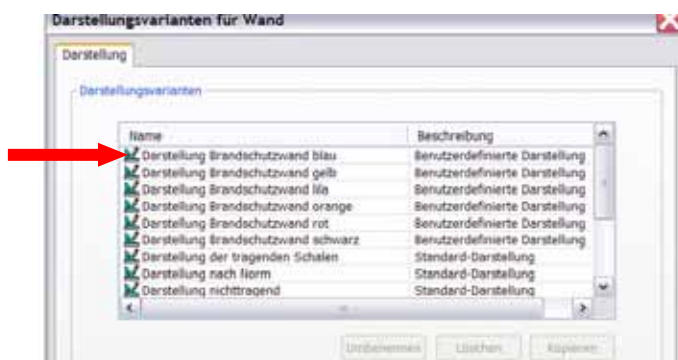 Darstellungsvarianten für Wand
Darstellung
Darstellungsvarianten
Name Beschreibung
Darstellung Brandschutzwand blau Benutzerdefinierte Darstellung
Darstellung Brandschutzwand gelb Benutzerdefinierte Darstellung
Darstellung Brandschutzwand lila Benutzerdefinierte Darstellung
Darstellung Brandschutzwand orange Benutzerdefinierte Darstellung
Darstellung Brandschutzwand rot Benutzerdefinierte Darstellung
Darstellung Brandschutzwand schwarz Benutzerdefinierte Darstellung
Darstellung der tragenden Schalen Standard-Darstellung
Darstellung nach Norm Standard-Darstellung
Darstellung nichttragend Standard-Darstellung
Umbenennen Löschen Kopieren